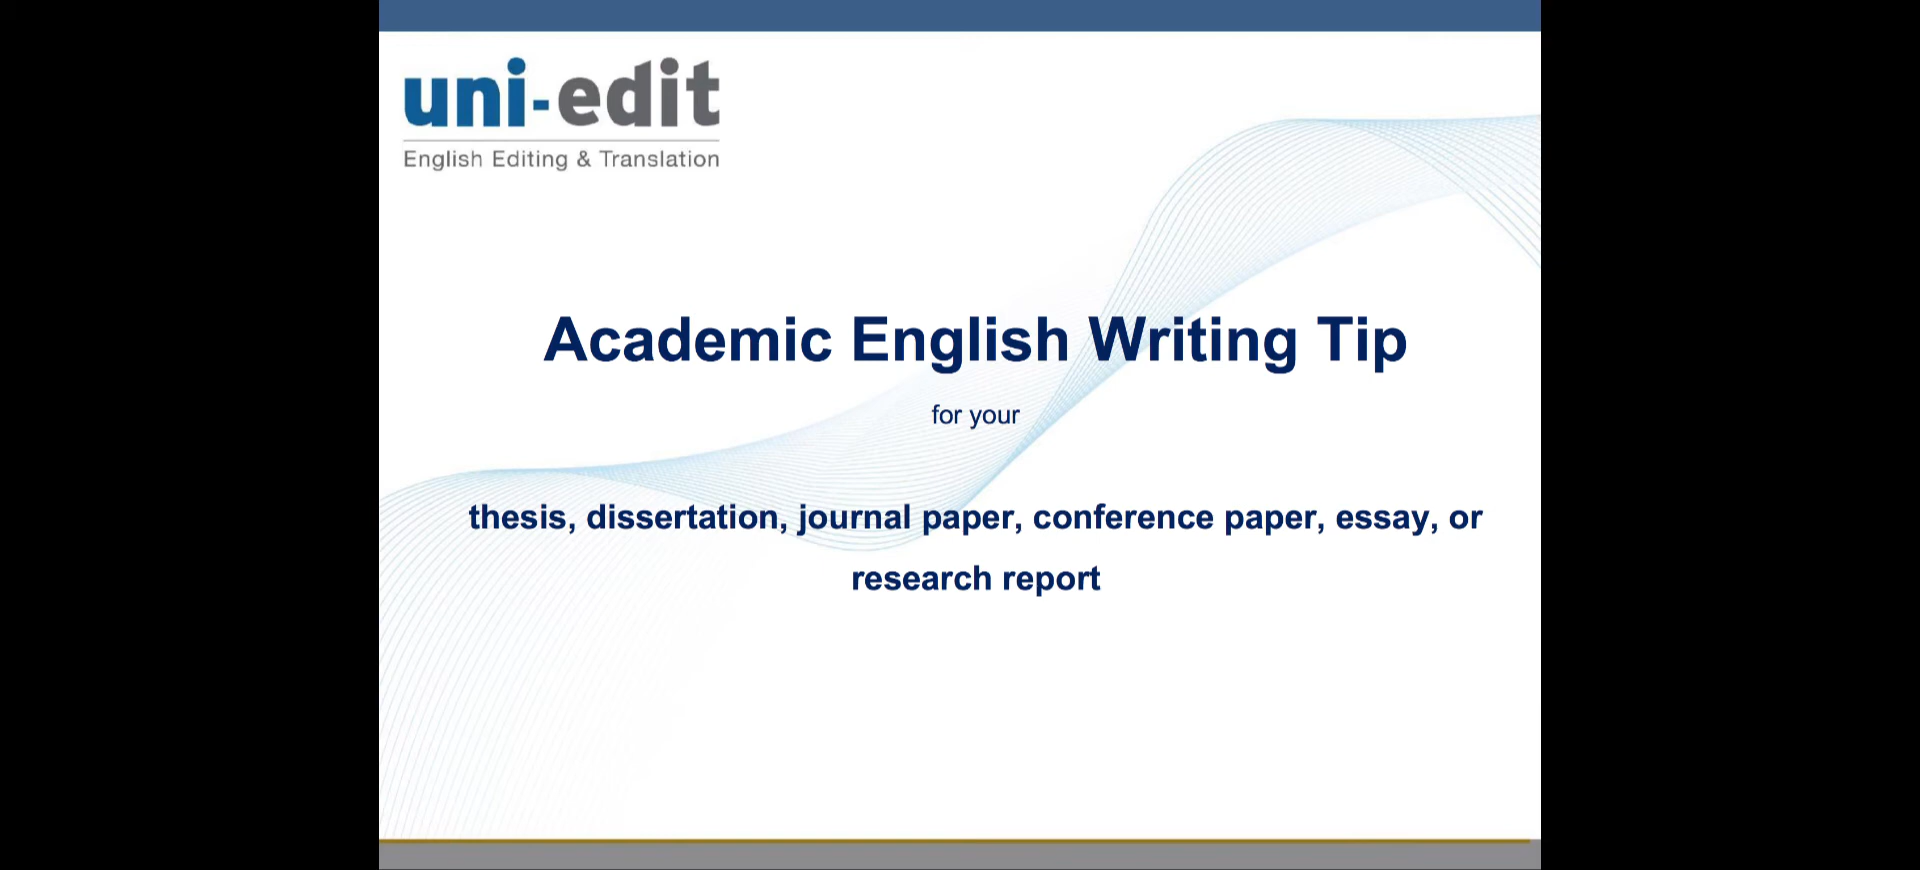 uni-edit
English Editing & Translation
Academic English Writing Tip
for your
thesis, dissertation, journal paper, conference paper, essay, or
research report